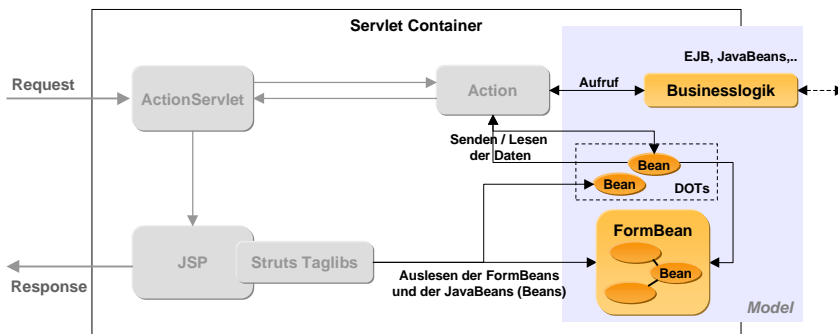 Servlet Container
EJB, JavaBeans,..
Request
ActionServlet
Action
Aufruf
Businesslogik
Senden / Lesen
der Daten
Bean
Bean
DOTs
FormBean
JSP
Struts Taglibs
Bean
Response
Auslesen der FormBeans
und der JavaBeans (Beans)
Model